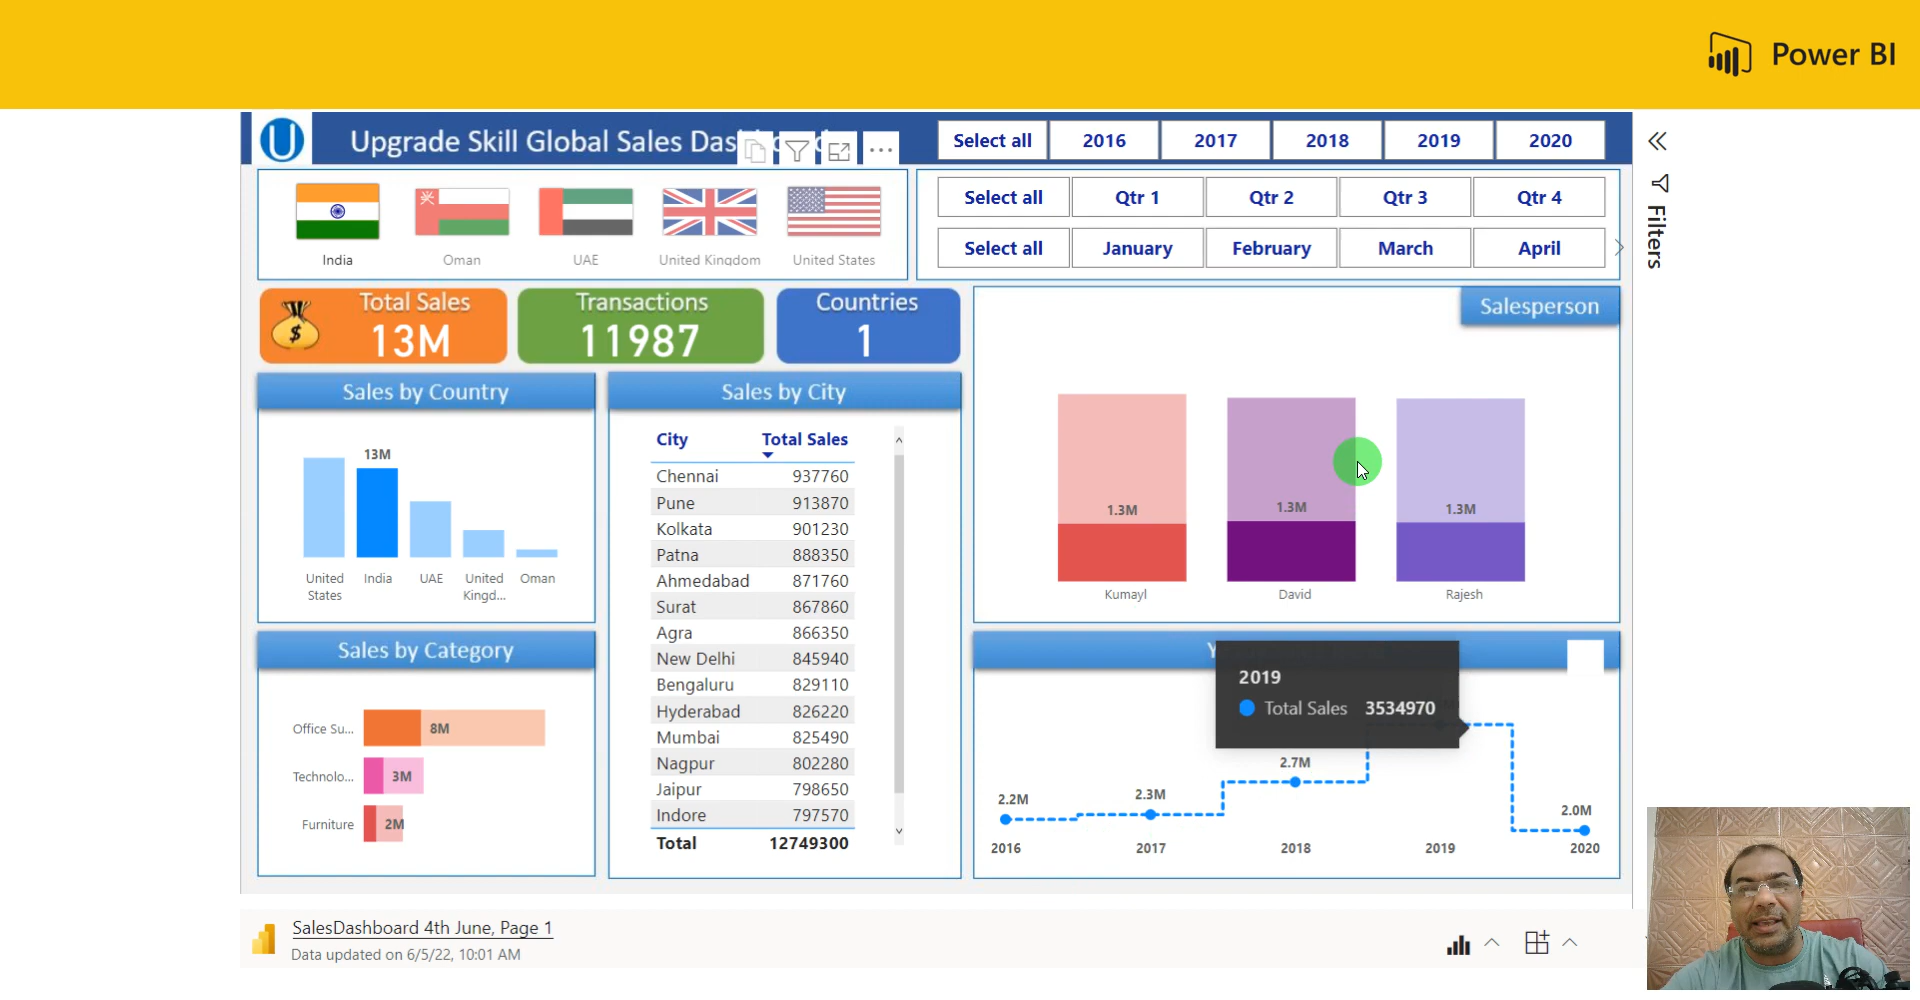 Power BI
Upgrade Skill Global Sales Das
Select all 2016 2017 2018 2019 2020
India Oman UAE United Kingdom United States
Select all Qtr 1 Qtr 2 Qtr 3 Qtr 4
Select all January February March April
Filters
Total Sales
13M
Transactions
11987
Countries
1
Salesperson
1.3M 1.3M 1.3M
Kumayl David Rajesh
Sales by Country
13M
United States India UAE United Kingd... Oman
Sales by City
City Total Sales
Chennai 937760
Pune 913870
Kolkata 901230
Patna 888350
Ahmedabad 871760
Surat 867860
Agra 866350
New Delhi 845940
Bengaluru 829110
Hyderabad 826220
Mumbai 825490
Nagpur 802280
Jaipur 798650
Indore 797570
Total 12749300
Sales by Category
Office Su... 8M
Technolo... 3M
Furniture 2M
2019
Total Sales 3534970
2.2M 2.3M 2.7M 2.0M
2016 2017 2018 2019 2020
SalesDashboard 4th June, Page 1
Data updated on 6/5/22, 10:01 AM